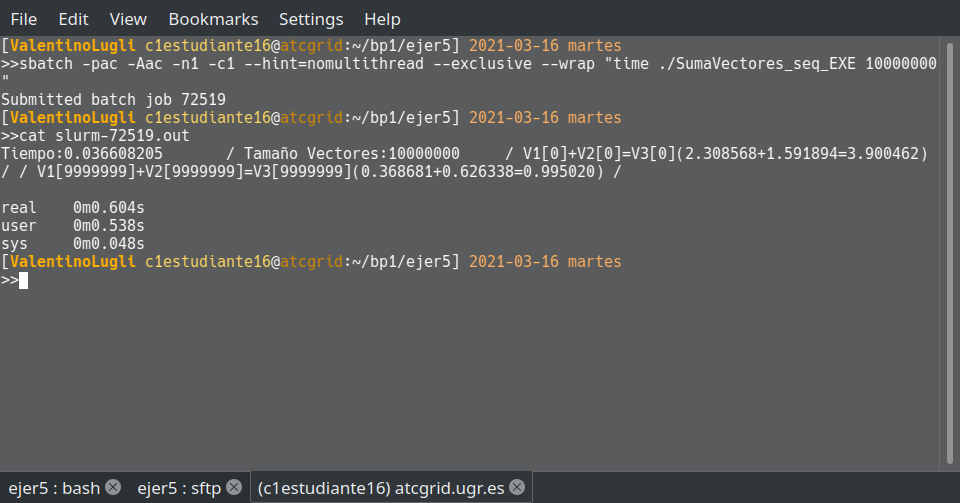 File Edit View Bookmarks Settings Help
[ValentinoLugli c1estudiante16@atcgrid:~/bp1/ejer5] 2021-03-16 martes
>>sbatch -pac -Aac -n1 -c1 --hint=nomultithread --exclusive --wrap "time ./SumaVectores_seq_EXE 10000000
"
Submitted batch job 72519
[ValentinoLugli c1estudiante16@atcgrid:~/bp1/ejer5] 2021-03-16 martes
>>cat slurm-72519.out
Tiempo:0.036608205 / Tamaño Vectores:10000000 / V1[0]+V2[0]=V3[0](2.308568+1.591894=3.900462)
/ / V1[9999999]+V2[9999999]=V3[9999999](0.368681+0.626338=0.995020) /
real 0m0.604s
user 0m0.538s
sys 0m0.048s
[ValentinoLugli c1estudiante16@atcgrid:~/bp1/ejer5] 2021-03-16 martes
>>
ejer5 : bash ejer5 : sftp (c1estudiante16) atcgrid.ugr.es